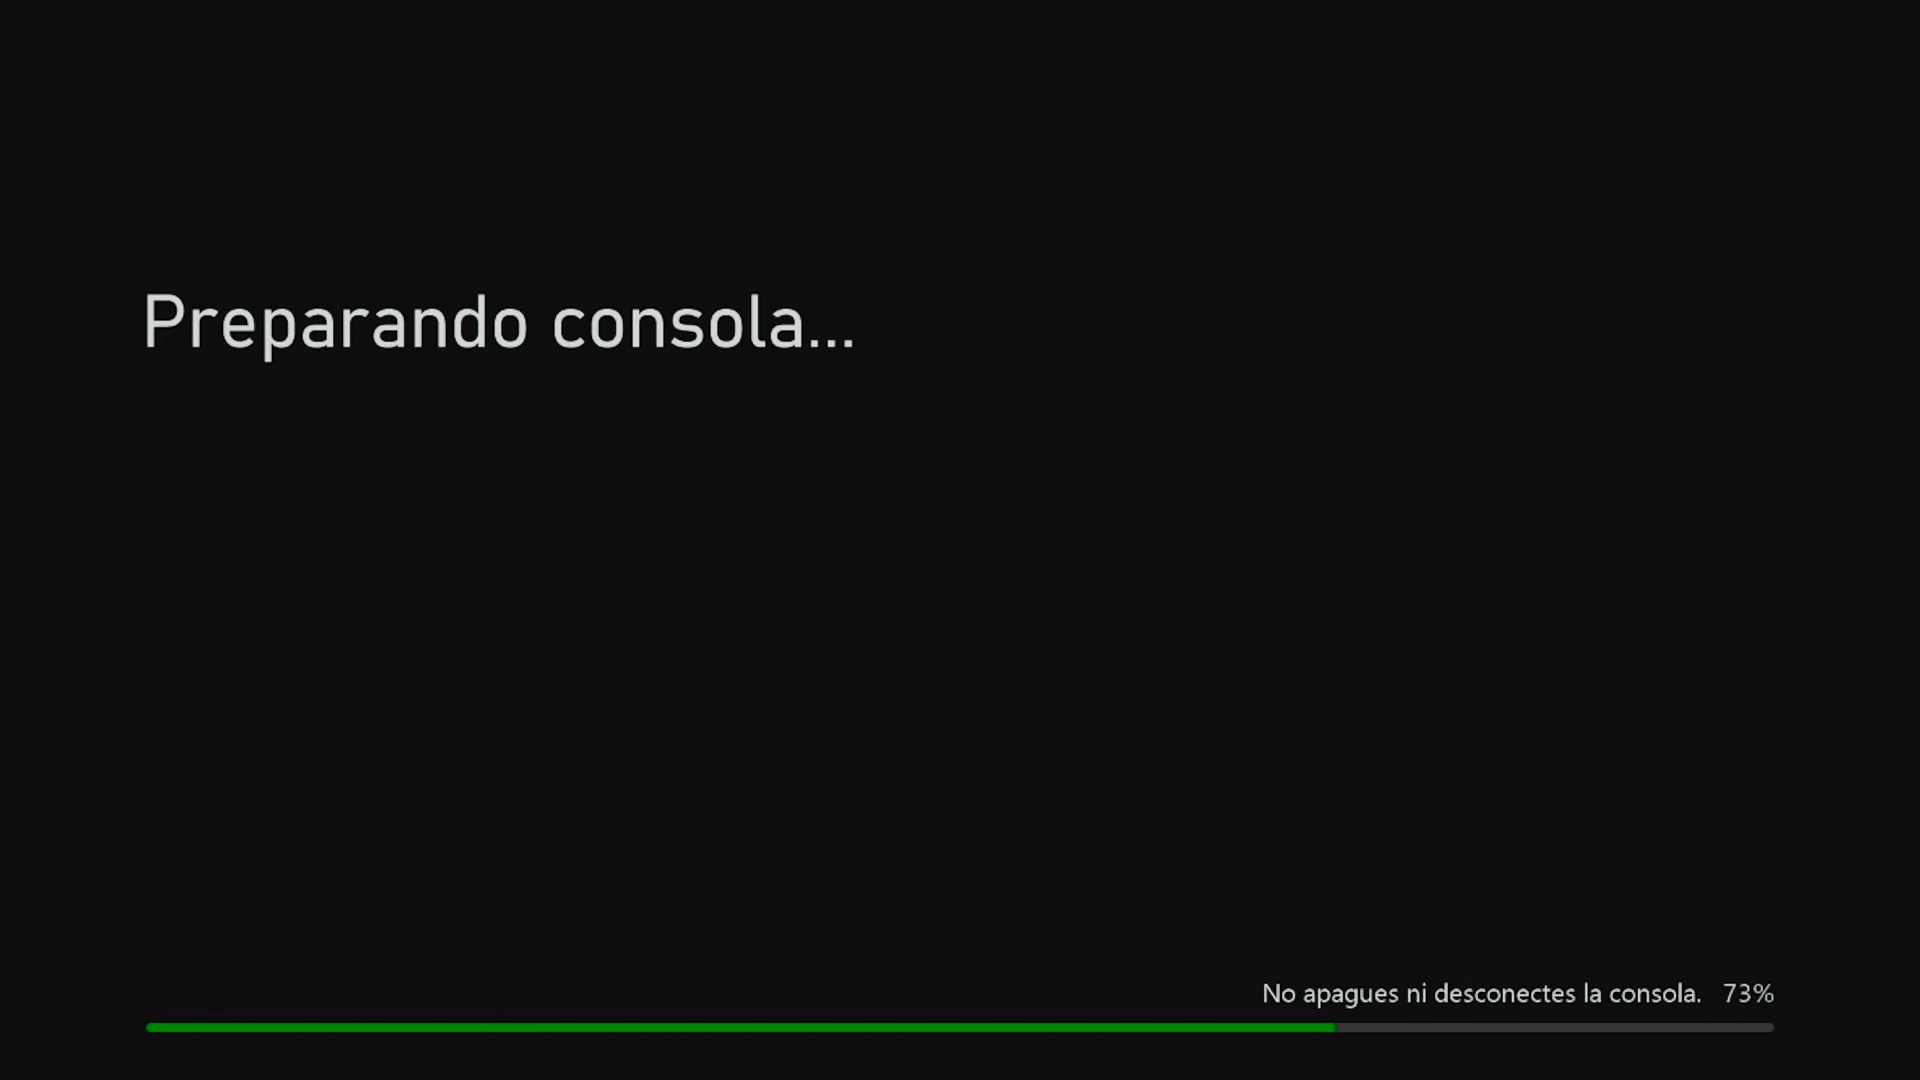 Preparando consola...
No apagues ni desconectes la consola. 73%